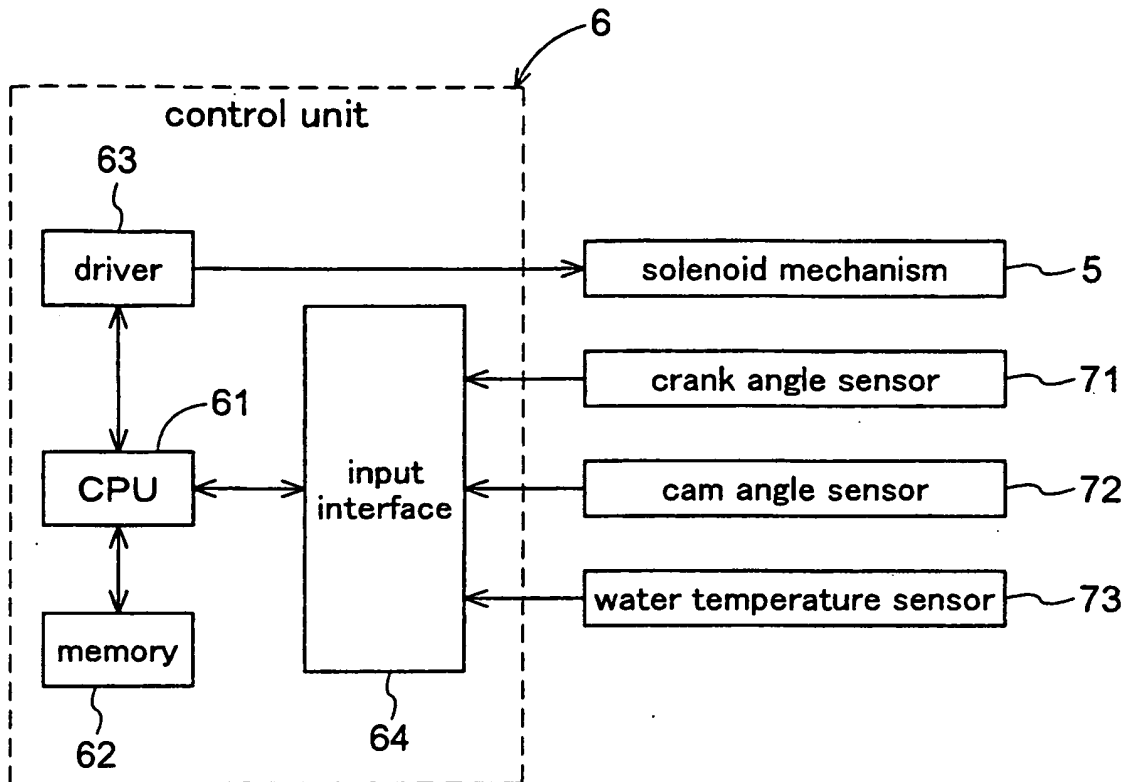 6
control unit
63
driver
solenoid mechanism
5
crank angle sensor
71
61
CPU
input
interface
cam angle sensor
72
water temperature sensor
73
memory
62
64